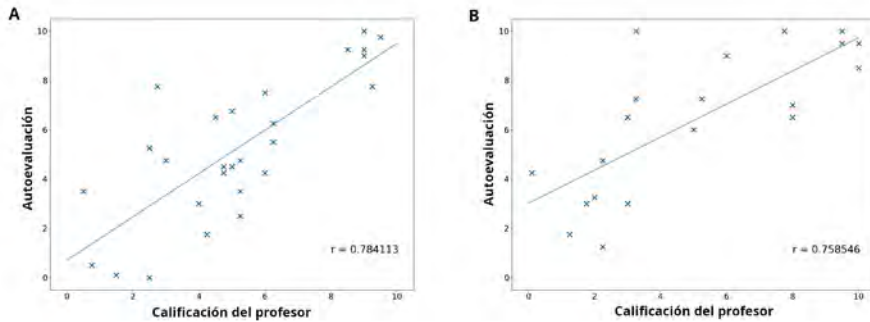 A
Autoevaluación
10
8
6
4
2
0
r = 0.784113
0 2 4 6 8 10
Calificación del profesor
B
Autoevaluación
10
8
6
4
2
0
r = 0.758546
0 2 4 6 8 10
Calificación del profesor